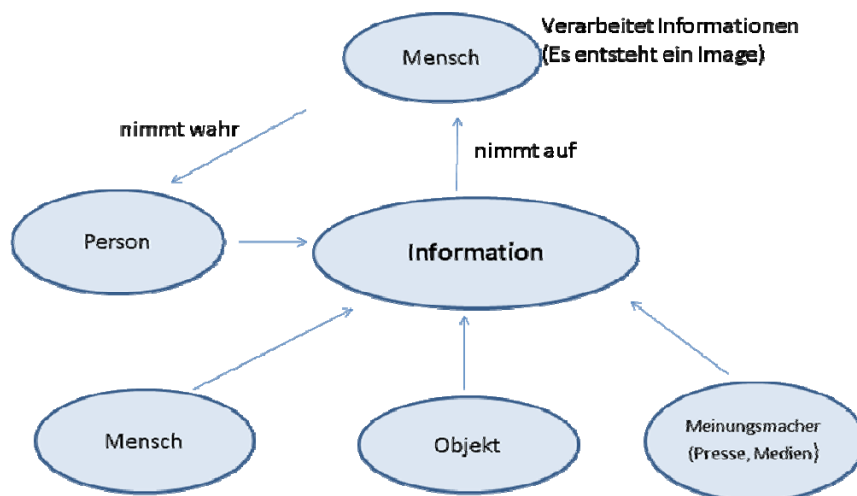 Verarbeitet Informationen
(Es entsteht ein Image)
Mensch
nimmt wahr
nimmt auf
Person
Information
Mensch
Objekt
Meinungsmacher
(Presse, Medien)